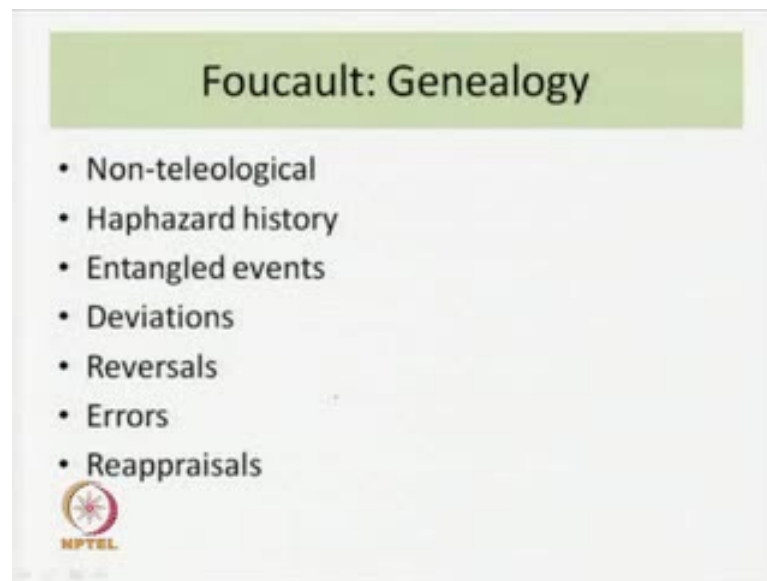 Foucault: Genealogy
• Non-teleological
• Haphazard history
• Entangled events
• Deviations
• Reversals
• Errors
• Reappraisals
NPTEL